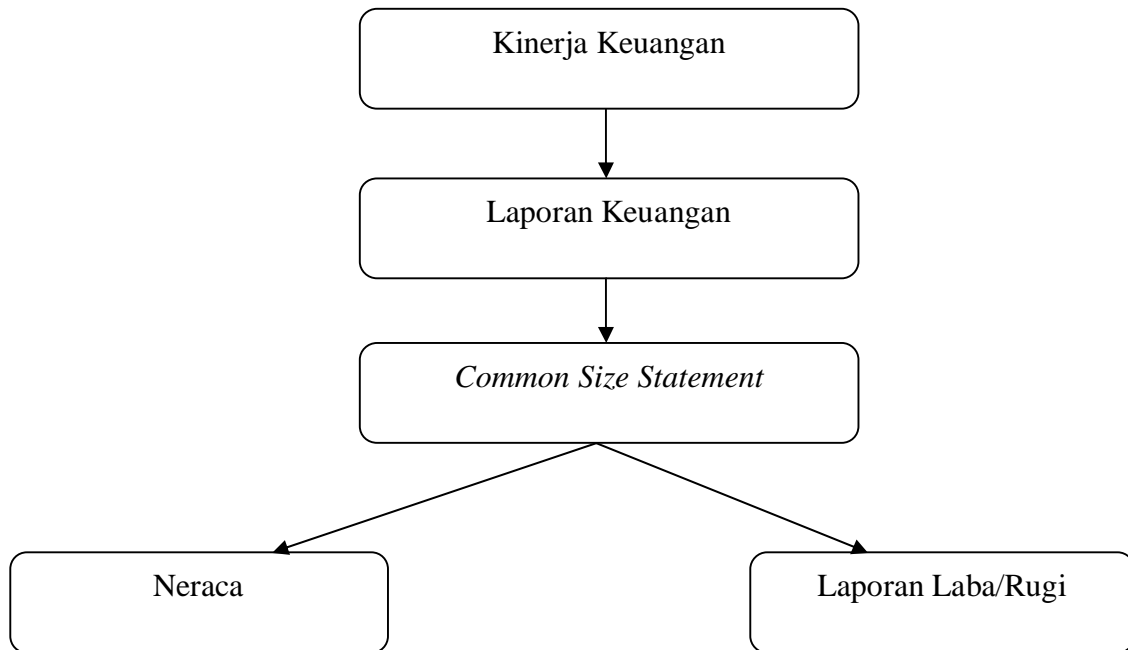 Kinerja Keuangan
Laporan Keuangan
Common Size Statement
Neraca
Laporan Laba/Rugi